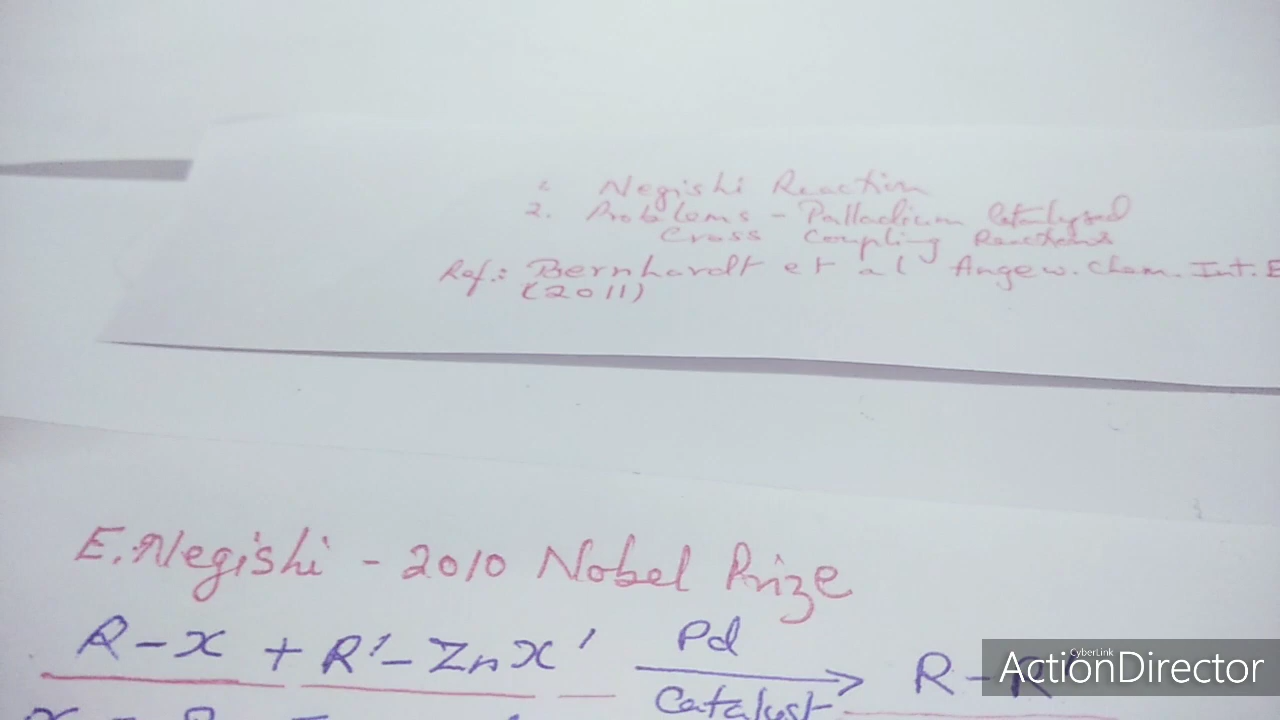 1. Negishi Reaction
2. Problems - Palladium Catalysed
Cross Coupling Reactions
Ref.: Bernhardt et al Angew. Chem. Int. E
(2011)
E. Negishi - 2010 Nobel Prize
R-x + R'-Znx' Pd R-R'
Catalyst
CyberLink
ActionDirector